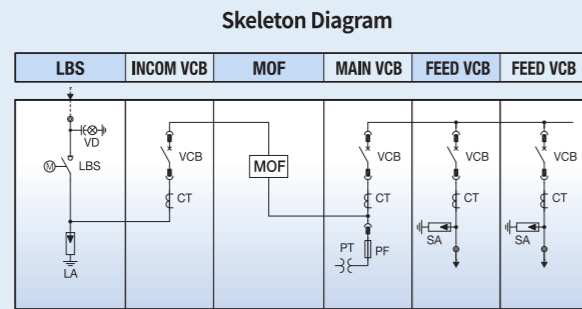 Skeleton Diagram
LBS INCOM VCB MOF MAIN VCB FEED VCB FEED VCB
VD
M LBS
LA
VCB
CT
MOF
VCB
CT
PT PF
VCB
CT
SA
VCB
CT
SA